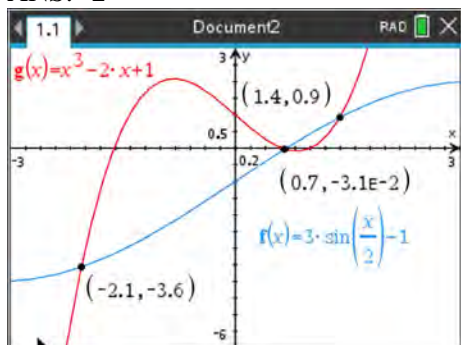 1.1 Document2 RAD
g(x)=x^3-2·x+1
3 y
(1.4,0.9)
0.5
x
-3 0.2 3
(0.7,-3.1E-2)
f(x)=3·sin(x/2)-1
(-2.1,-3.6)
-6